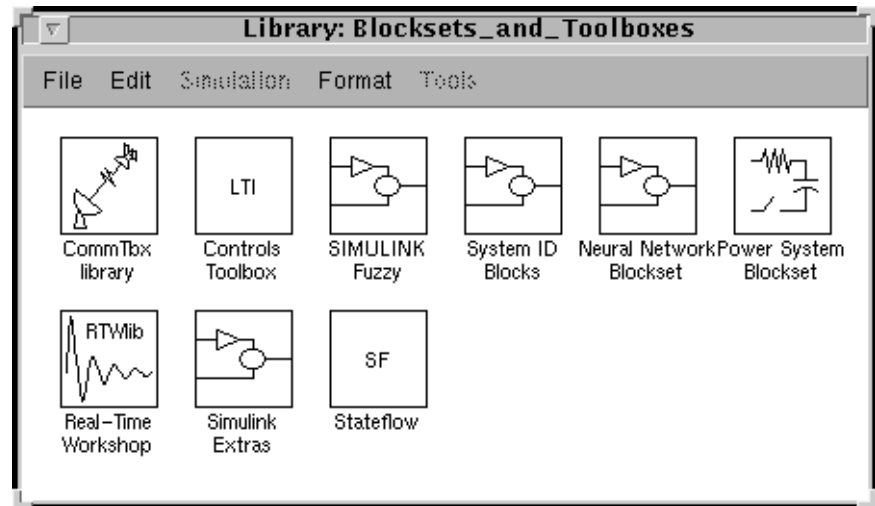 Library: Blocksets_and_Toolboxes
File Edit Simulation Format Tools
LTI
CommTbx library
Controls Toolbox
SIMULINK Fuzzy
System ID Blocks
Neural Network Blockset
Power System Blockset
RTWlib
SF
Real-Time Workshop
Simulink Extras
Stateflow